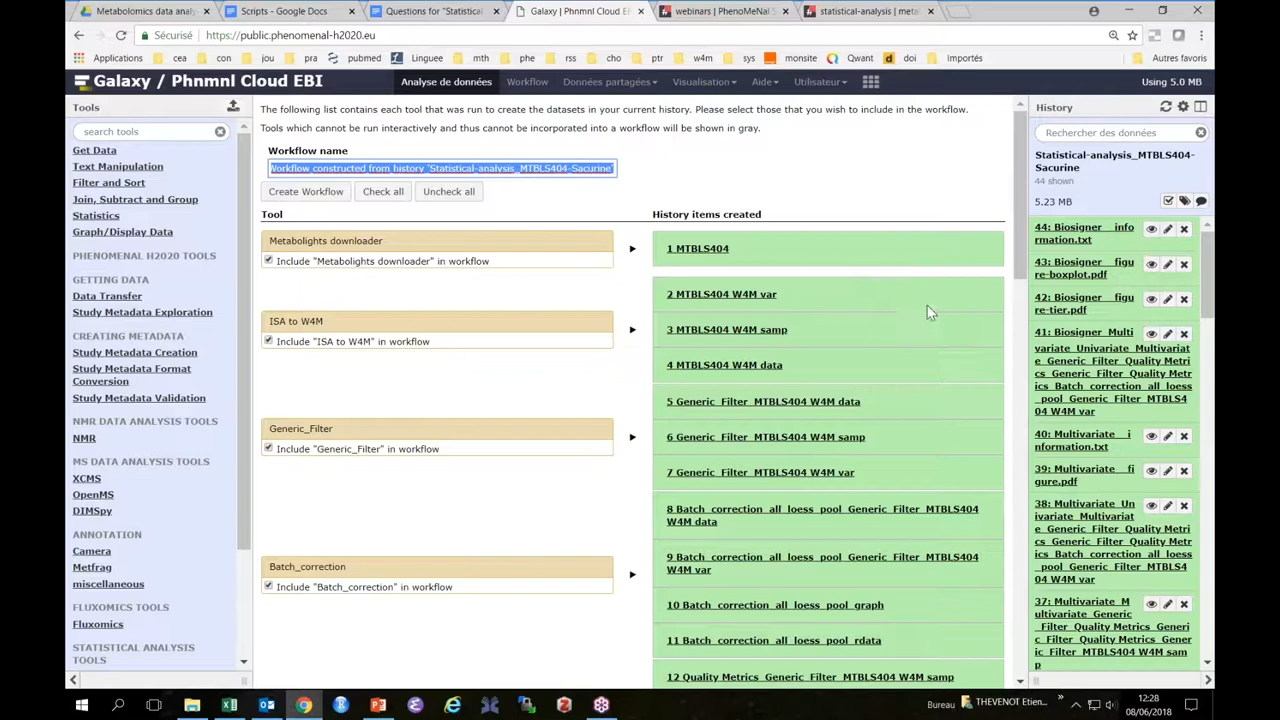 Metabolomics data anal
Scripts - Google Docs
Questions for "Statistical
Galaxy | Phnmnl Cloud EBI
webinars | PhenoMeNal S
statistical-analysis | meta
Sécurisé
https://public.phenomenal-h2020.eu
Applications
cea
con
jou
pra
pubmed
Linguee
mth
phe
rss
cho
ptr
w4m
sys
monsite
Qwant
doi
Importés
Autres favoris
Galaxy / Phnmnl Cloud EBI
Analyse de données
Workflow
Données partagées
Visualisation
Aide
Utilisateur
Using 5.0 MB
Tools
search tools
Get Data
Text Manipulation
Filter and Sort
Join, Subtract and Group
Statistics
Graph/Display Data
PHENOMENAL H2020 TOOLS
GETTING DATA
Data Transfer
Study Metadata Exploration
CREATING METADATA
Study Metadata Creation
Study Metadata Format
Conversion
Study Metadata Validation
NMR DATA ANALYSIS TOOLS
NMR
MS DATA ANALYSIS TOOLS
XCMS
OpenMS
DIMSpy
ANNOTATION
Camera
Metfrag
miscellaneous
FLUXOMICS TOOLS
Fluxomics
STATISTICAL ANALYSIS
TOOLS
The following list contains each tool that was run to create the datasets in your current history. Please select those that you wish to include in the workflow.
Tools which cannot be run interactively and thus cannot be incorporated into a workflow will be shown in gray.
Workflow name
Workflow constructed from history 'Statistical-analysis_MTBLS404-Sacurine'
Create Workflow
Check all
Uncheck all
Tool
History items created
Metabolights downloader
Include "Metabolights downloader" in workflow
1 MTBLS404
ISA to W4M
Include "ISA to W4M" in workflow
2 MTBLS404 W4M var
3 MTBLS404 W4M samp
4 MTBLS404 W4M data
Generic_Filter
Include "Generic_Filter" in workflow
5 Generic_Filter_MTBLS404 W4M data
6 Generic_Filter_MTBLS404 W4M samp
7 Generic_Filter_MTBLS404 W4M var
Batch_correction
Include "Batch_correction" in workflow
8 Batch_correction_all_loess_pool_Generic_Filter_MTBLS404
W4M data
9 Batch_correction_all_loess_pool_Generic_Filter_MTBLS404
W4M var
10 Batch_correction_all_loess_pool_graph
11 Batch_correction_all_loess_pool_rdata
12 Quality Metrics_Generic_Filter_MTBLS404 W4M samp
History
Rechercher des données
Statistical-analysis_MTBLS404-
Sacurine
44 shown
5.23 MB
44: Biosigner_info
rmation.txt
43: Biosigner_figu
re-boxplot.pdf
42: Biosigner_figu
re-tier.pdf
41: Biosigner_Multi
variate_Univariate_Multivariat
e_Generic_Filter_Quality Metri
cs_Generic_Filter_Quality Metr
ics_Batch_correction_all_loess
_pool_Generic_Filter_MTBLS4
04 W4M var
40: Multivariate_i
nformation.txt
39: Multivariate_fi
gure.pdf
38: Multivariate_Un
ivariate_Multivariat
e_Generic_Filter_Quality Metri
cs_Generic_Filter_Quality Metr
ics_Batch_correction_all_loess
_pool_Generic_Filter_MTBLS4
04 W4M var
37: Multivariate_M
ultivariate_Generic
_Filter_Quality Metrics_Generi
c_Filter_Quality Metrics_Gener
ic_Filter_MTBLS404 W4M sam
p
Bureau
THEVENOT Etien...
12:28
08/06/2018